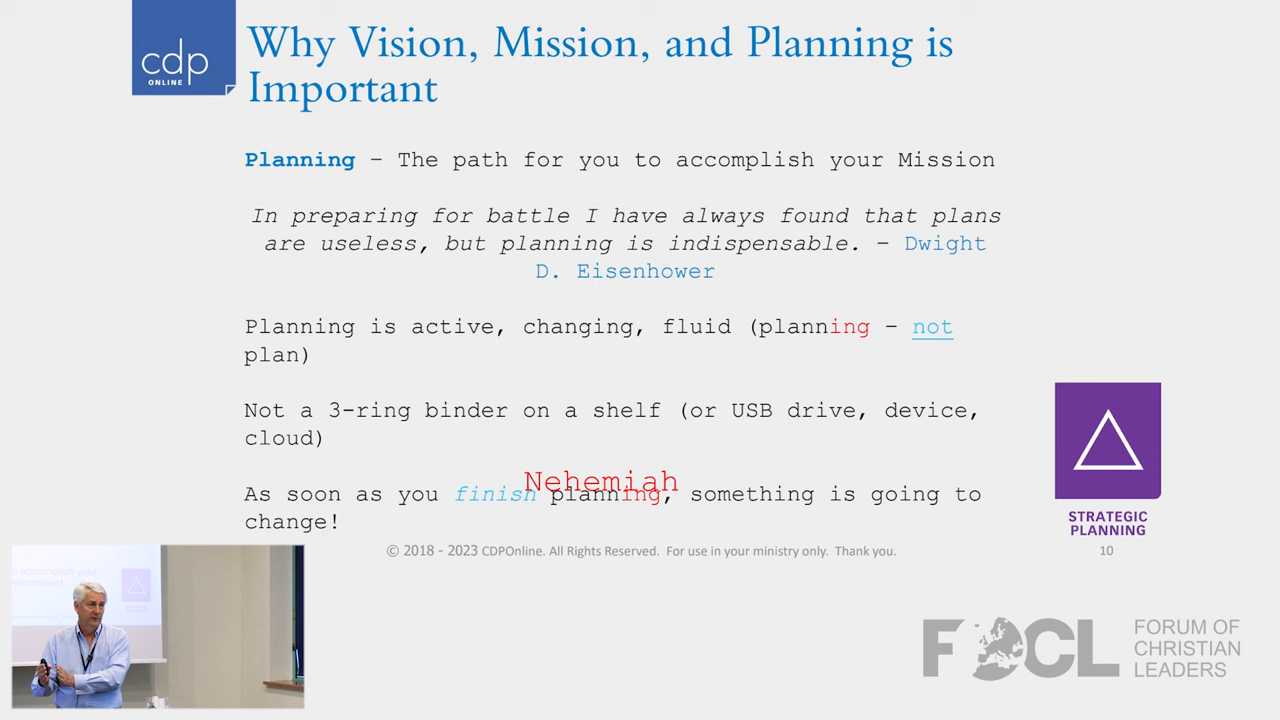 cdp
ONLINE
Why Vision, Mission, and Planning is
Important
Planning – The path for you to accomplish your Mission
In preparing for battle I have always found that plans
are useless, but planning is indispensable. – Dwight
D. Eisenhower
Planning is active, changing, fluid (planning – not
plan)
Not a 3-ring binder on a shelf (or USB drive, device,
cloud)
Nehemiah
As soon as you finish planning, something is going to
change!
STRATEGIC
PLANNING
© 2018 - 2023 CDPOnline. All Rights Reserved. For use in your ministry only. Thank you.
10
to accomplish your
FOCL
FORUM OF
CHRISTIAN
LEADERS